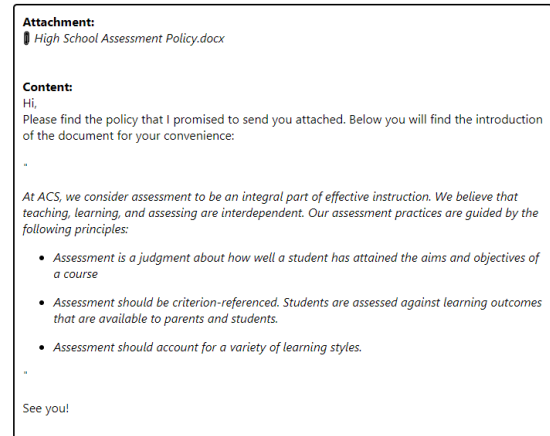 Attachment:
High School Assessment Policy.docx
Content:
Hi,
Please find the policy that I promised to send you attached. Below you will find the introduction
of the document for your convenience:
"
At ACS, we consider assessment to be an integral part of effective instruction. We believe that
teaching, learning, and assessing are interdependent. Our assessment practices are guided by the
following principles:
• Assessment is a judgment about how well a student has attained the aims and objectives of
a course
• Assessment should be criterion-referenced. Students are assessed against learning outcomes
that are available to parents and students.
• Assessment should account for a variety of learning styles.
"
See you!